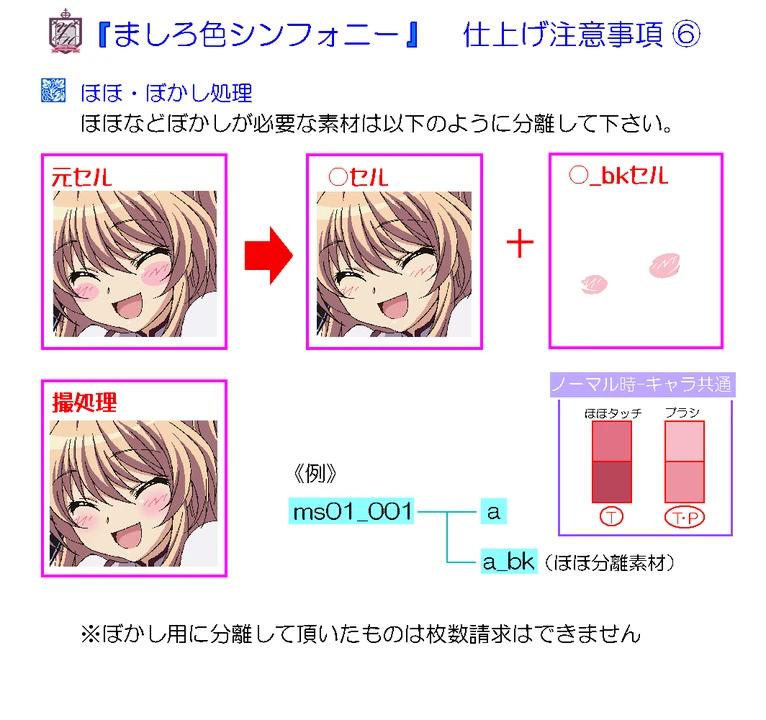 『ましろ色シンフォニー』 仕上げ注意事項⑥
ほほ・ぼかし処理
ほほなどぼかしが必要な素材は以下のように分離して下さい。
元セル
○セル
+
○_bkセル
撮処理
ノーマル時-キャラ共通
ほほタッチ
ブラシ
T
T・P
《例》
ms01_001
a
a_bk（ほほ分離素材）
※ぼかし用に分離して頂いたものは枚数請求はできません